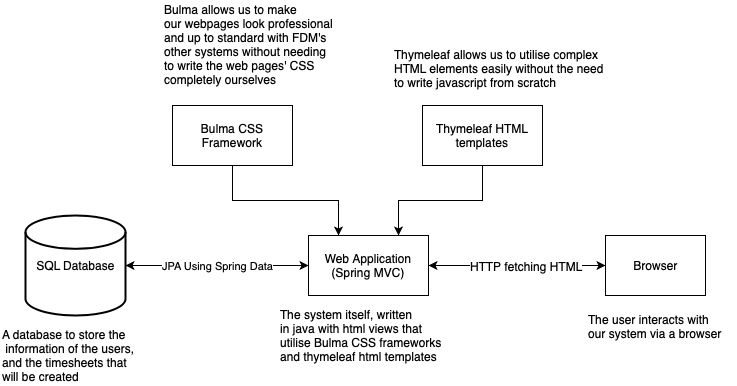 Bulma allows us to make
our webpages look professional
and up to standard with FDM's
other systems without needing
to write the web pages' CSS
completely ourselves
Thymeleaf allows us to utilise complex
HTML elements easily without the need
to write javascript from scratch
Bulma CSS
Framework
Thymeleaf HTML
templates
SQL Database
JPA Using Spring Data
Web Application
(Spring MVC)
HTTP fetching HTML
Browser
A database to store the
information of the users,
and the timesheets that
will be created
The system itself, written
in java with html views that
utilise Bulma CSS frameworks
and thymeleaf html templates
The user interacts with
our system via a browser